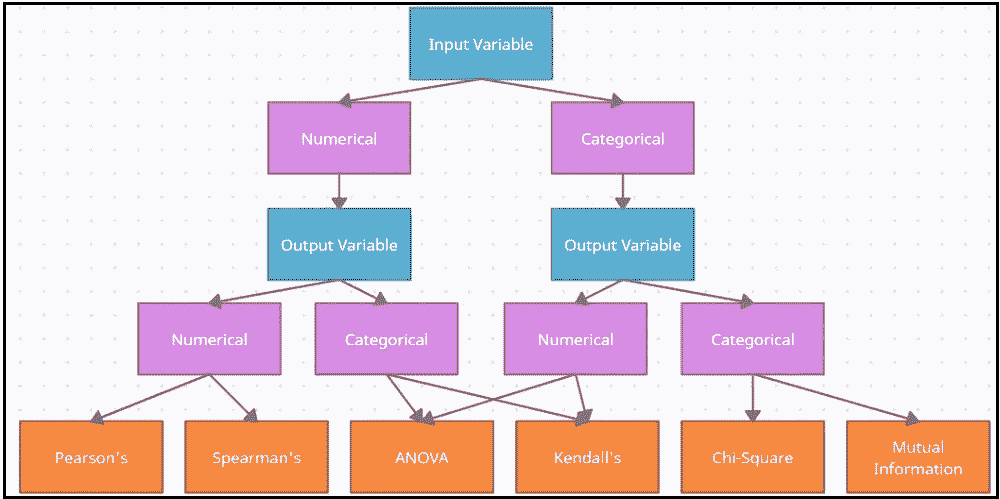 Input Variable
Numerical
Categorical
Output Variable
Output Variable
Numerical
Categorical
Numerical
Categorical
Pearson's
Spearman's
ANOVA
Kendall's
Chi-Square
Mutual
Information